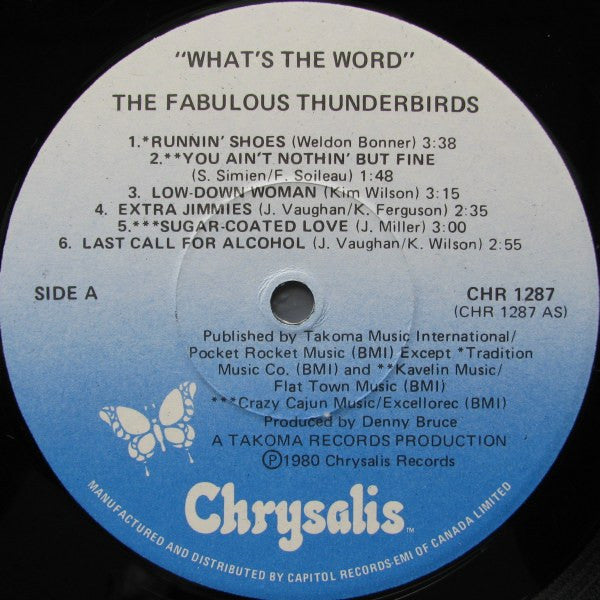 "WHAT'S THE WORD"
THE FABULOUS THUNDERBIRDS
1.*RUNNIN' SHOES (Weldon Bonner) 3:38
2.**YOU AIN'T NOTHIN' BUT FINE
(S. Simien/F. Soileau) 1:48
3. LOW-DOWN WOMAN (Kim Wilson) 3:15
4. EXTRA JIMMIES (J. Vaughan/K. Ferguson) 2:35
5.***SUGAR-COATED LOVE (J. Miller) 3:00
6. LAST CALL FOR ALCOHOL (J. Vaughan/K. Wilson) 2:55
SIDE A
CHR 1287
(CHR 1287 AS)
Published by Takoma Music International/
Pocket Rocket Music (BMI) Except *Tradition
Music Co. (BMI) and **Kavelin Music/
Flat Town Music (BMI)
***Crazy Cajun Music/Excellorec (BMI)
Produced by Denny Bruce
A TAKOMA RECORDS PRODUCTION
Ⓟ1980 Chrysalis Records
Chrysalis™
MANUFACTURED AND DISTRIBUTED BY CAPITOL RECORDS-EMI OF CANADA LIMITED